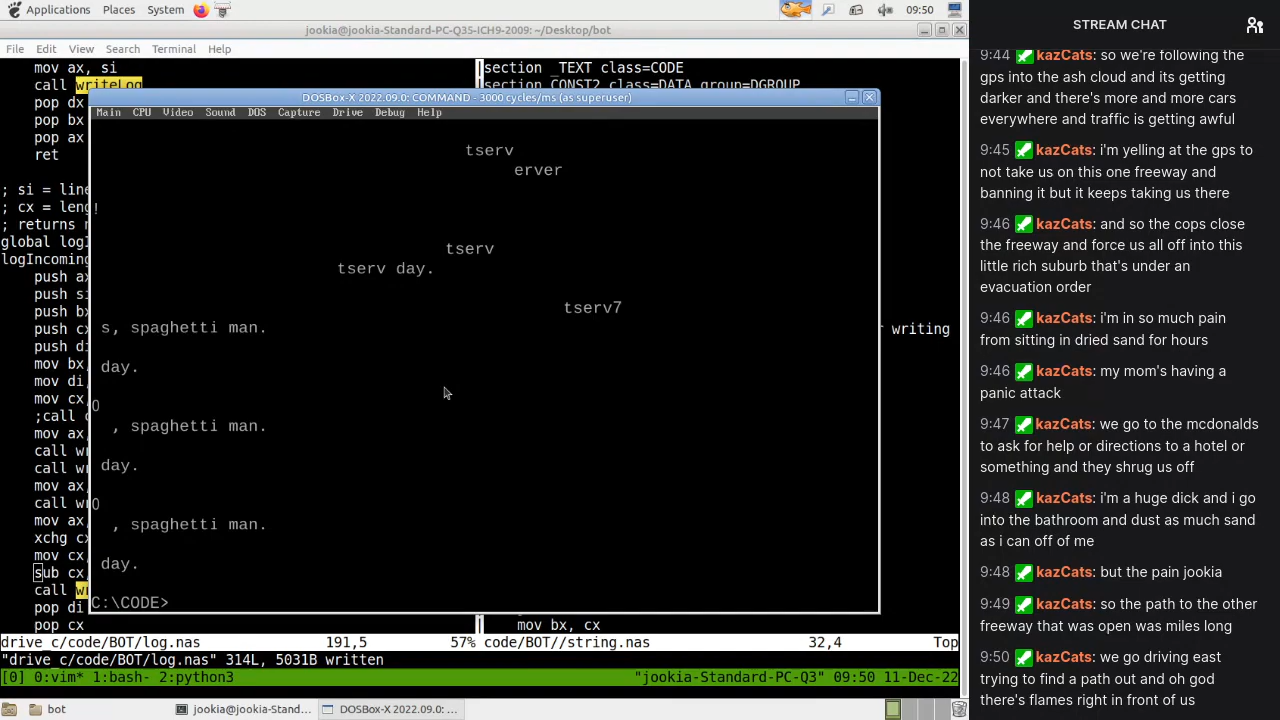 Applications Places System 09:50
jookia@jookia-Standard-PC-Q35-ICH9-2009: ~/Desktop/bot
File Edit View Search Terminal Help
mov ax, si
call writeLog
pop dx
pop bx
pop ax
ret
; si = line
; cx = leng
; returns n
global logI
logIncoming
push ax
push si
push bx
push cx
push di
mov bx,
mov di,
mov cx,
;call c
mov ax,
call wr
call wr
mov ax,
call wr
mov ax,
xchg cx
mov cx,
sub cx,
call wr
pop di
pop cx
section _TEXT class=CODE
section CONST2 class=DATA group=DGROUP
r writing
mov bx, cx
DOSBox-X 2022.09.0: COMMAND - 3000 cycles/ms (as superuser)
Main CPU Video Sound DOS Capture Drive Debug Help
tserv
erver
!
tserv
tserv day.
tserv7
s, spaghetti man.
day.
0
, spaghetti man.
day.
0
, spaghetti man.
day.
C:\CODE>
drive_c/code/BOT/log.nas 191,5 57% code/BOT//string.nas 32,4 Top
"drive_c/code/BOT/log.nas" 314L, 5031B written
[0] 0:vim* 1:bash- 2:python3 "jookia-Standard-PC-Q3" 09:50 11-Dec-22
bot jookia@jookia-Stand... DOSBox-X 2022.09.0: ...
STREAM CHAT
9:44 kazCats: so we're following the
gps into the ash cloud and its getting
darker and there's more and more cars
everywhere and traffic is getting awful
9:45 kazCats: i'm yelling at the gps to
not take us on this one freeway and
banning it but it keeps taking us there
9:46 kazCats: and so the cops close
the freeway and force us all off into this
little rich suburb that's under an
evacuation order
9:46 kazCats: i'm in so much pain
from sitting in dried sand for hours
9:46 kazCats: my mom's having a
panic attack
9:47 kazCats: we go to the mcdonalds
to ask for help or directions to a hotel or
something and they shrug us off
9:48 kazCats: i'm a huge dick and i go
into the bathroom and dust as much sand
as i can off of me
9:48 kazCats: but the pain jookia
9:49 kazCats: so the path to the other
freeway that was open was miles long
9:50 kazCats: we go driving east
trying to find a path out and oh god
there's flames right in front of us